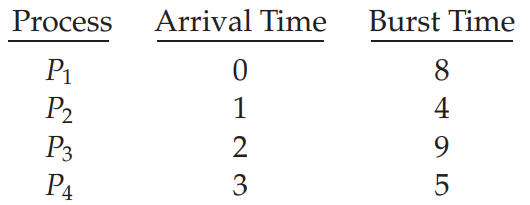 Process Arrival Time Burst Time
P1 0 8
P2 1 4
P3 2 9
P4 3 5